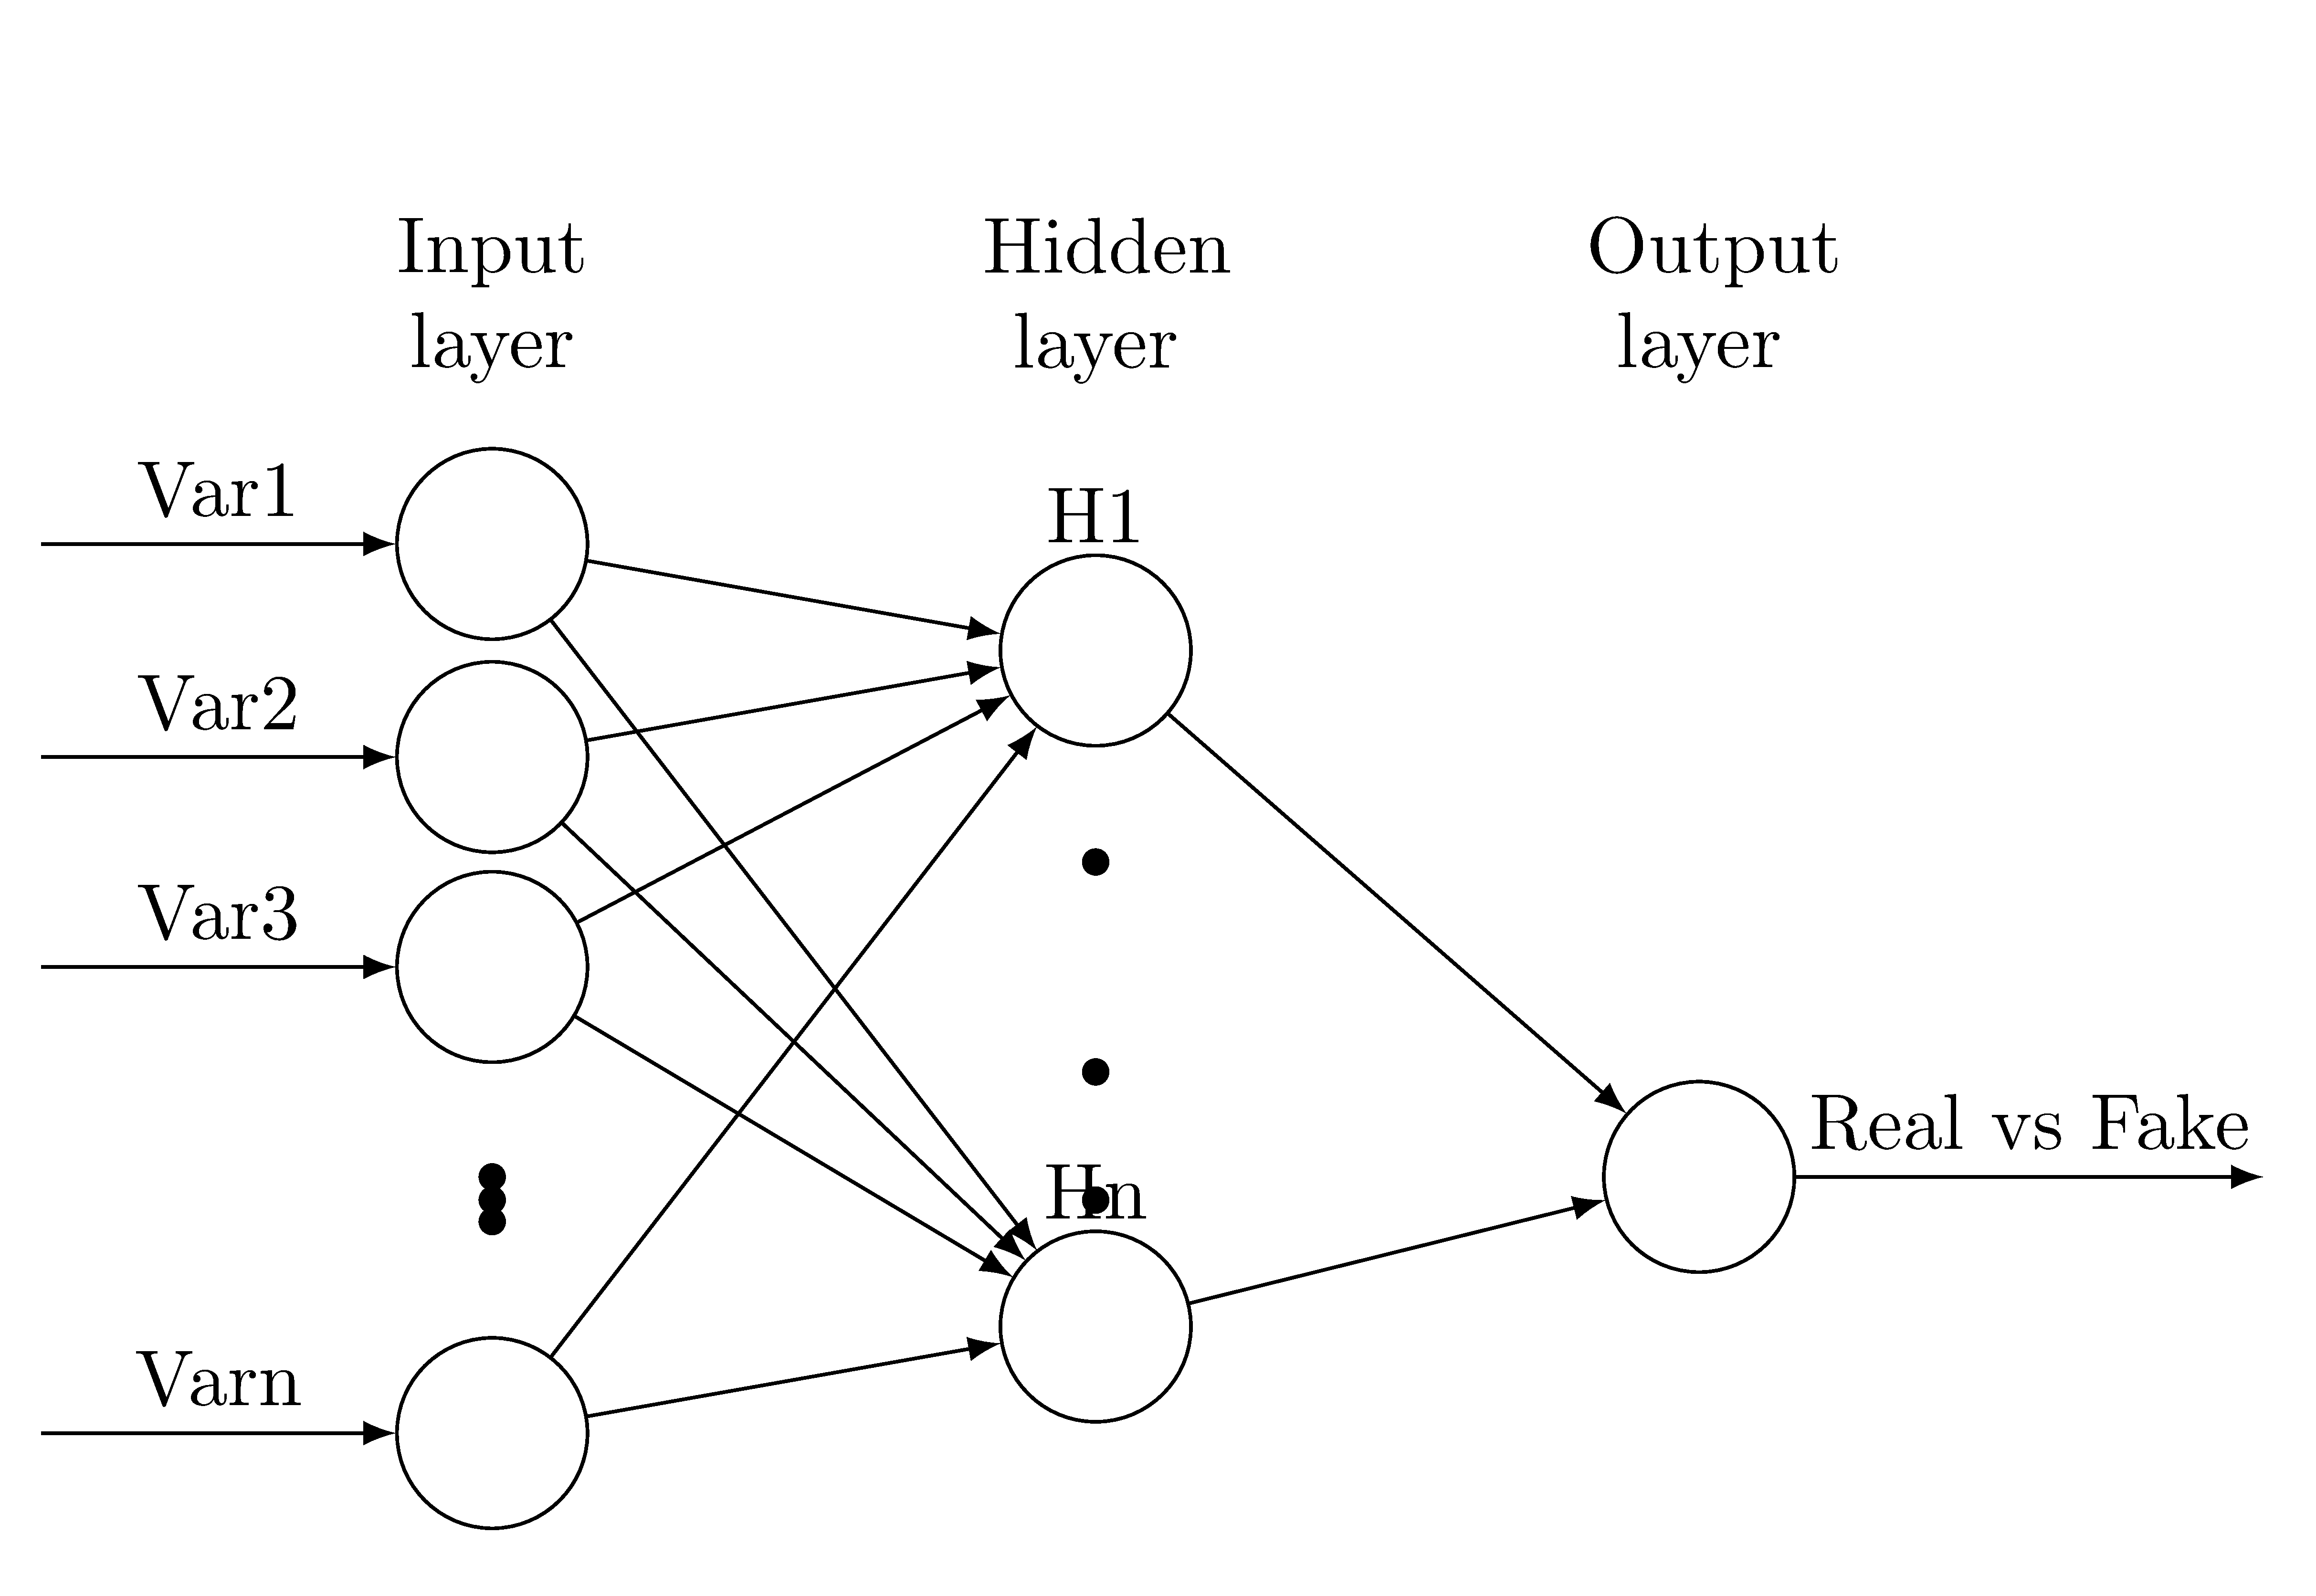 Input
layer
Hidden
layer
Output
layer
Var1
H1
Var2
Var3
Real vs Fake
Hn
Varn